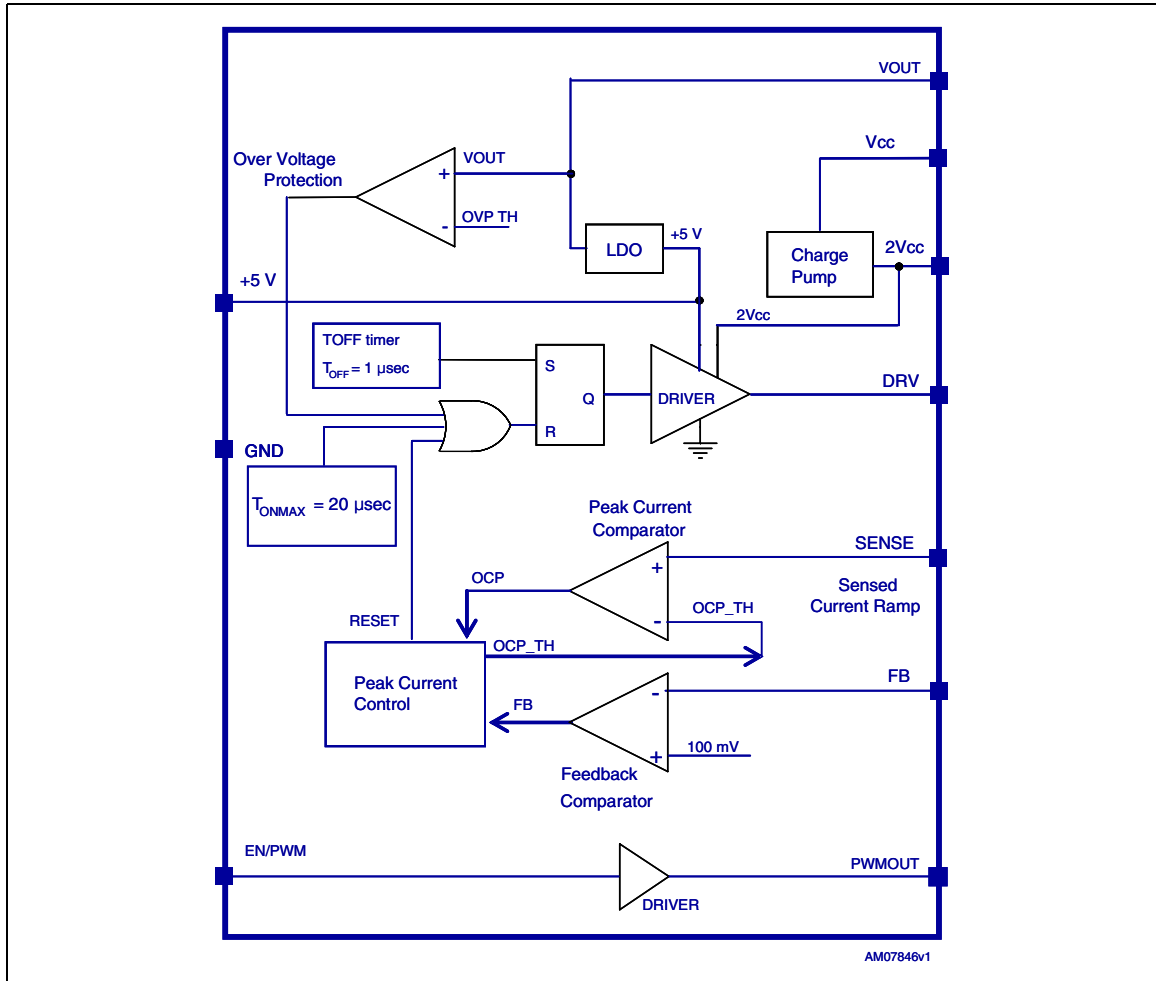 VOUT
Vcc
Over Voltage
Protection
VOUT
+
-
OVP TH
LDO
+5 V
Charge
Pump
2Vcc
+5 V
2Vcc
TOFF timer
TOFF = 1 µsec
S
Q
R
DRIVER
DRV
GND
TONMAX = 20 µsec
Peak Current
Comparator
SENSE
+
-
OCP
OCP_TH
Sensed
Current Ramp
RESET
OCP_TH
Peak Current
Control
FB
FB
-
+
100 mV
Feedback
Comparator
EN/PWM
PWMOUT
DRIVER
AM07846v1